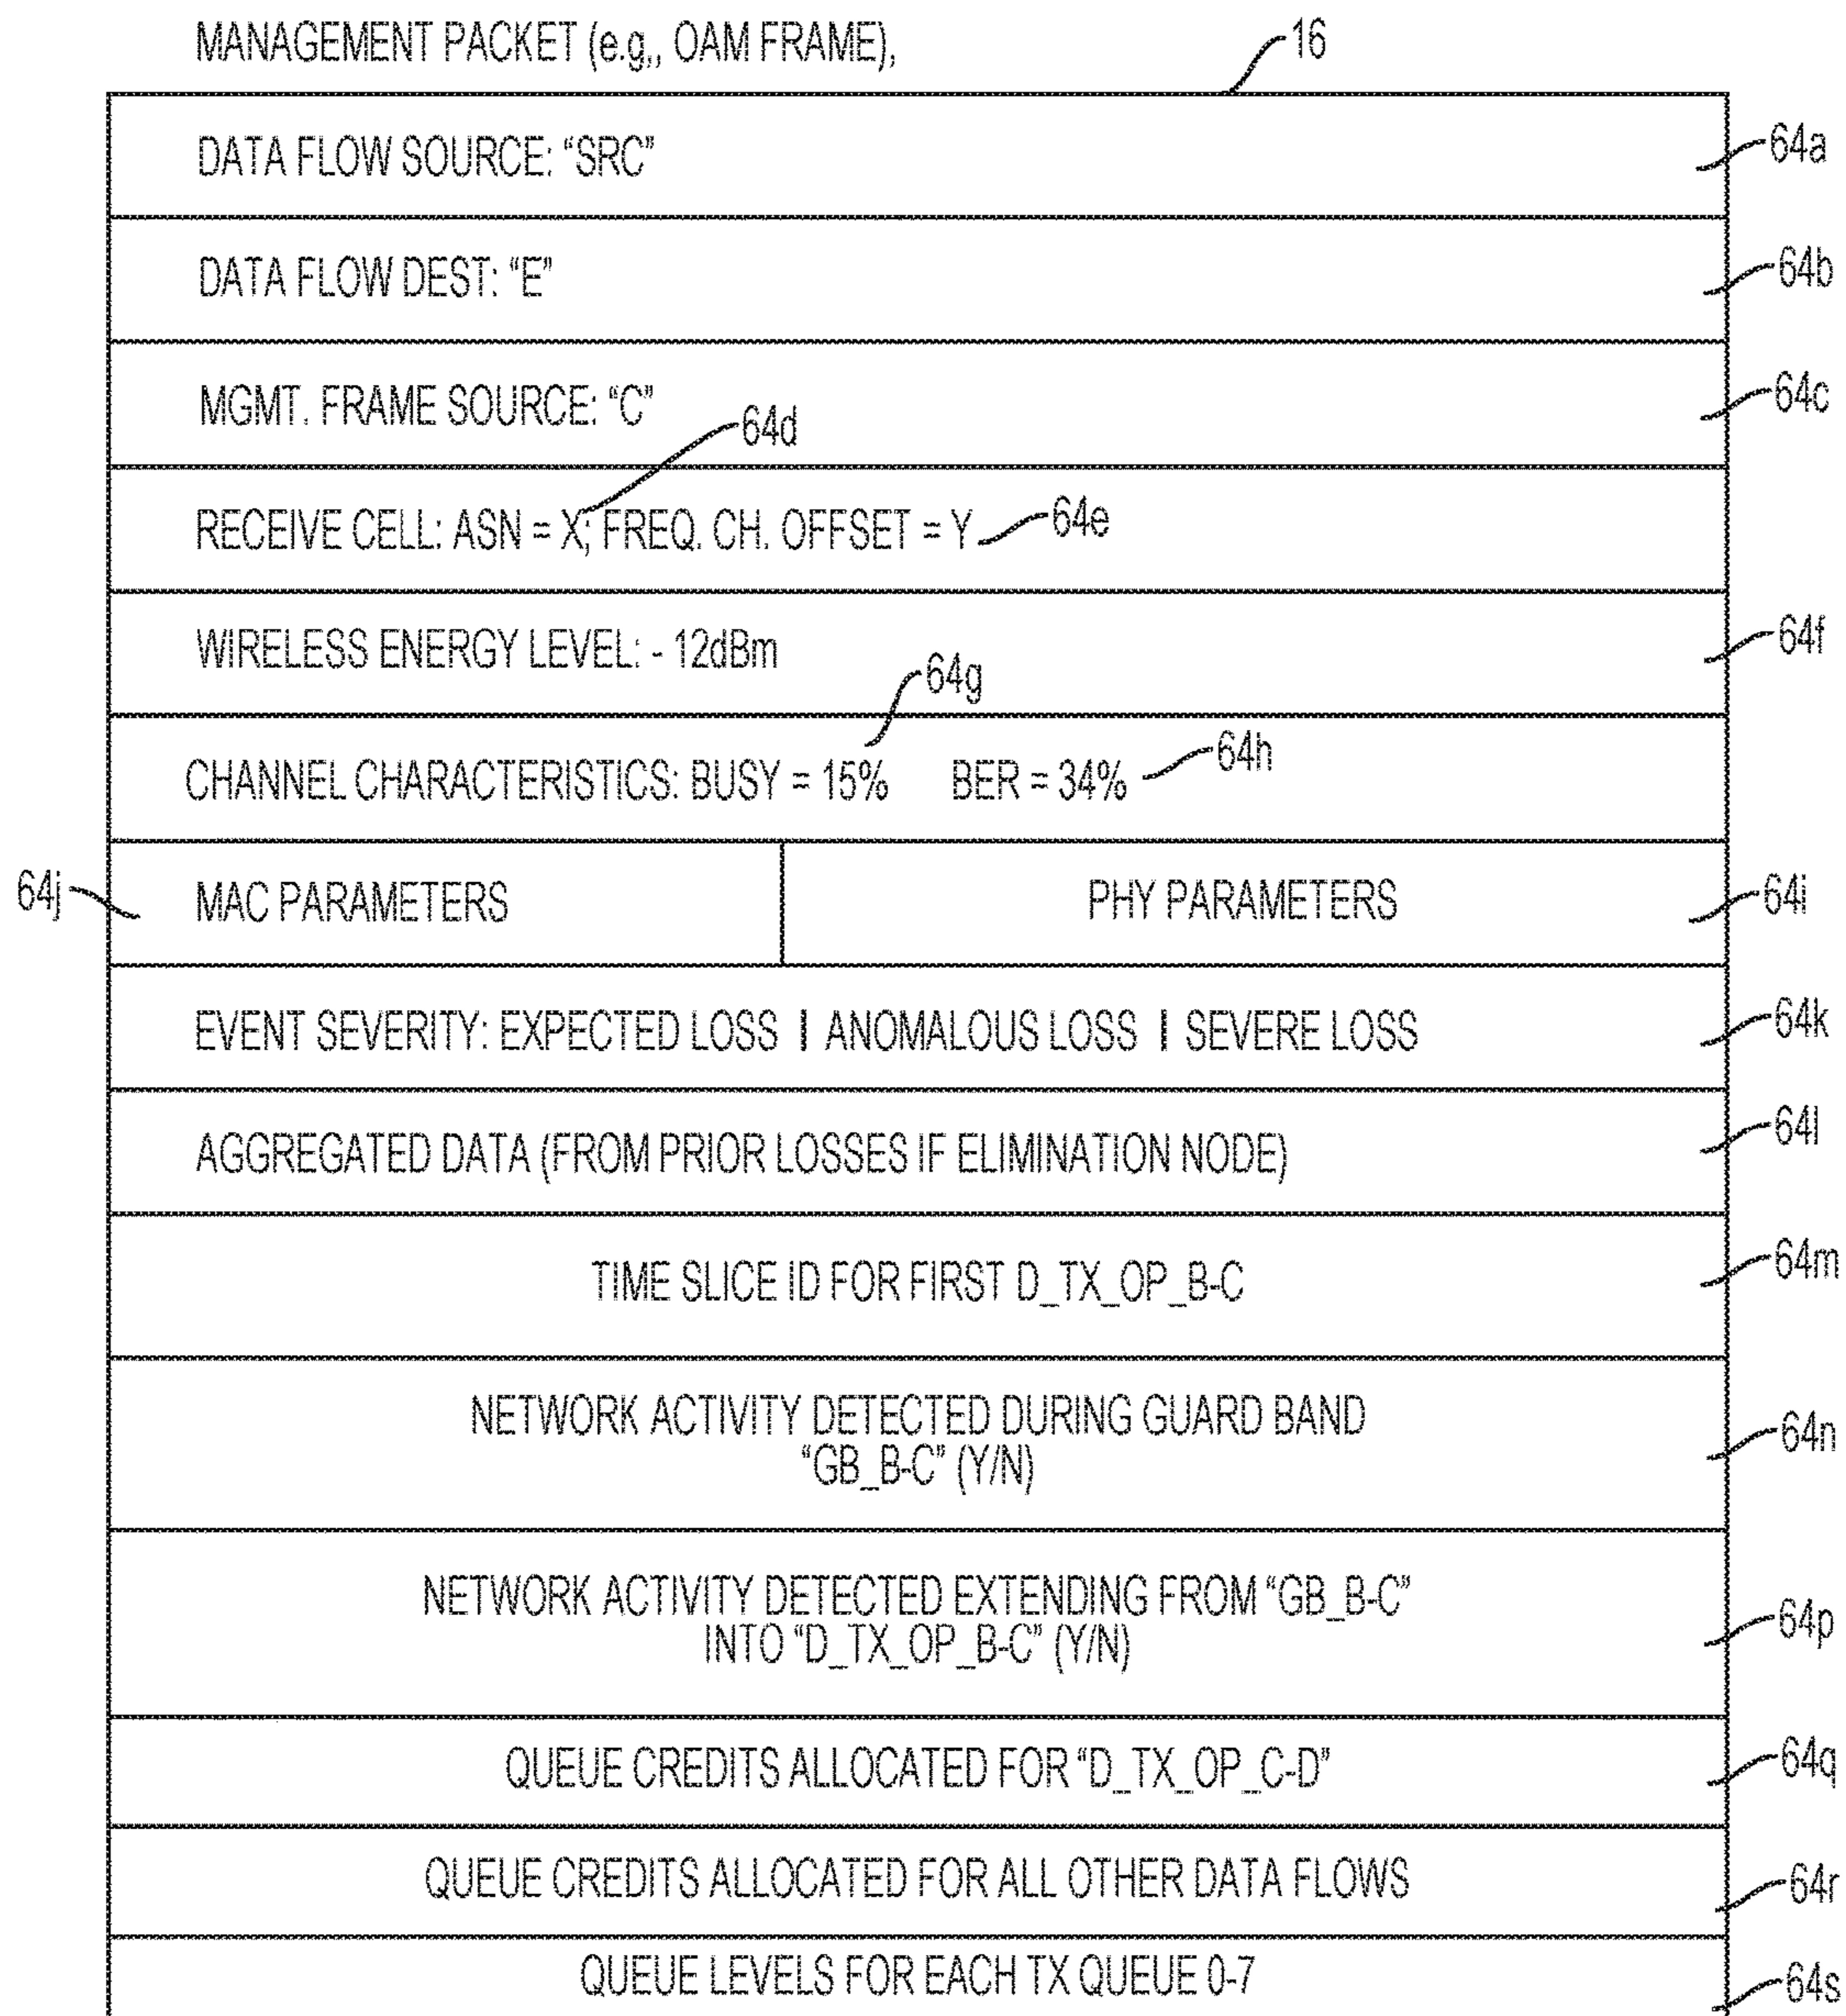 MANAGEMENT PACKET (e.g,, OAM FRAME),
16
DATA FLOW SOURCE: “SRC”
64a
DATA FLOW DEST: “E”
64b
MGMT. FRAME SOURCE: “C”
64c
64d
RECEIVE CELL: ASN = X; FREQ. CH. OFFSET = Y
64e
WIRELESS ENERGY LEVEL: - 12dBm
64f
64g
CHANNEL CHARACTERISTICS: BUSY = 15% BER = 34%
64h
64j
MAC PARAMETERS
PHY PARAMETERS
64i
EVENT SEVERITY: EXPECTED LOSS | ANOMALOUS LOSS | SEVERE LOSS
64k
AGGREGATED DATA (FROM PRIOR LOSSES IF ELIMINATION NODE)
64l
TIME SLICE ID FOR FIRST D_TX_OP_B-C
64m
NETWORK ACTIVITY DETECTED DURING GUARD BAND
“GB_B-C” (Y/N)
64n
NETWORK ACTIVITY DETECTED EXTENDING FROM “GB_B-C”
INTO “D_TX_OP_B-C” (Y/N)
64p
QUEUE CREDITS ALLOCATED FOR “D_TX_OP_C-D”
64q
QUEUE CREDITS ALLOCATED FOR ALL OTHER DATA FLOWS
64r
QUEUE LEVELS FOR EACH TX QUEUE 0-7
64s